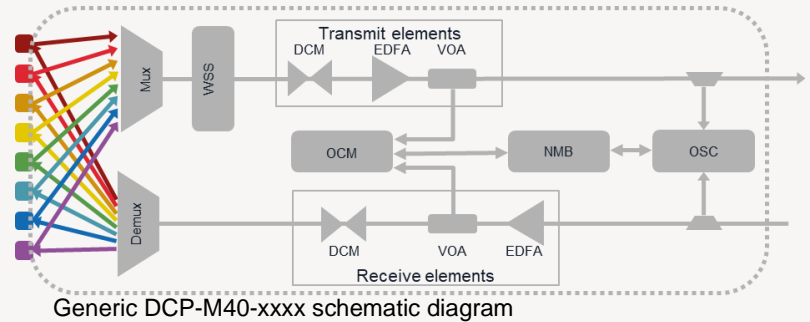 Transmit elements
DCM EDFA VOA
Mux
WSS
OCM
NMB
OSC
Demux
DCM VOA EDFA
Receive elements
Generic DCP-M40-xxxx schematic diagram